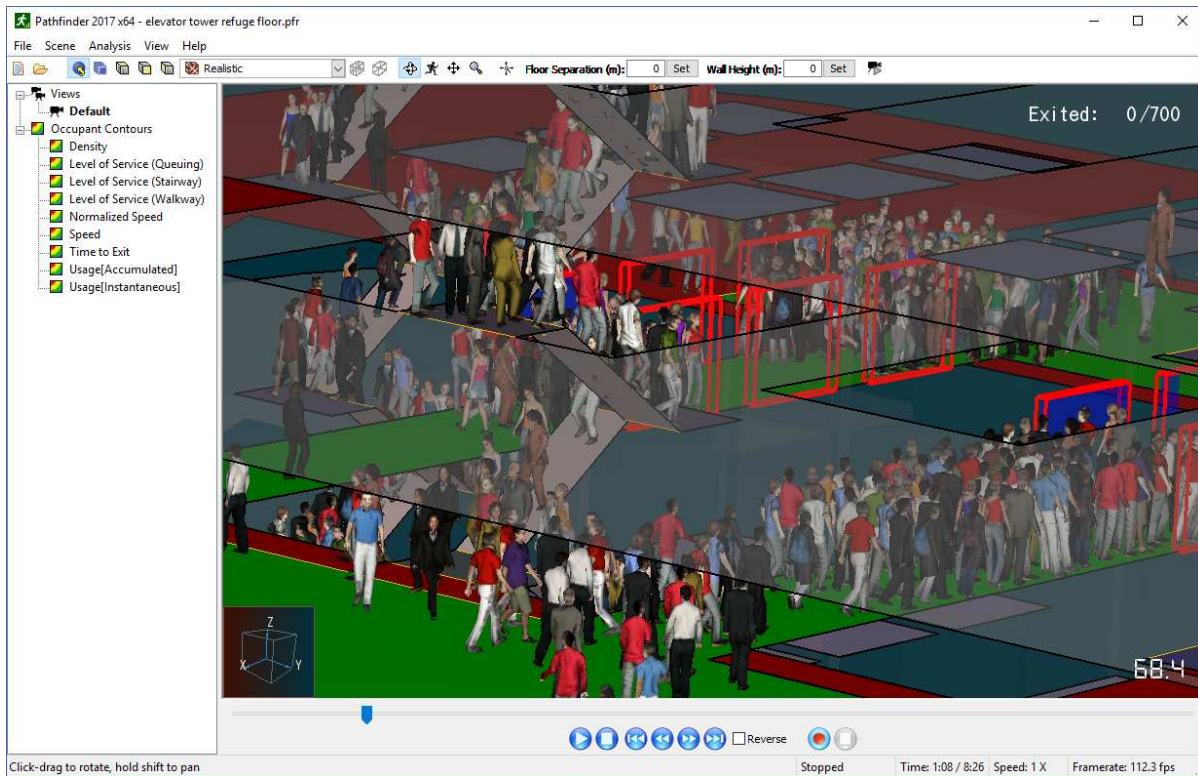 Pathfinder 2017 x64 - elevator tower refuge floor.pfr
File Scene Analysis View Help
Realistic Floor Separation (m): 0 Set Wall Height (m): 0 Set
Views
Default
Occupant Contours
Density
Level of Service (Queuing)
Level of Service (Stairway)
Level of Service (Walkway)
Normalized Speed
Speed
Time to Exit
Usage[Accumulated]
Usage[Instantaneous]
Exited: 0/700
Z
X Y
68.4
Reverse
Click-drag to rotate, hold shift to pan Stopped Time: 1:08 / 8:26 Speed: 1 X Framerate: 112.3 fps